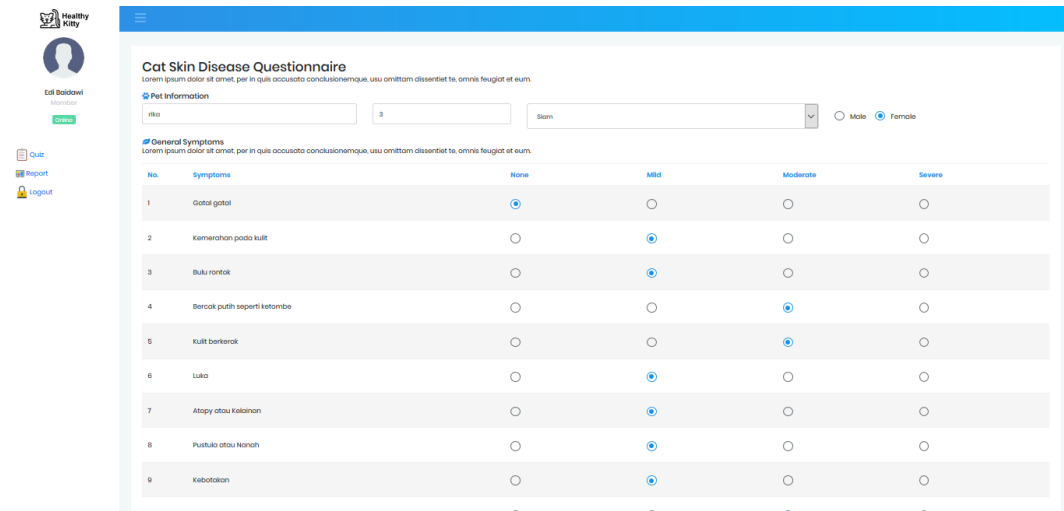 Healthy
Kitty
Edi Baidawi
Member
Online
Quiz
Report
Logout
Cat Skin Disease Questionnaire
Lorem ipsum dolor sit amet, per in quis accusata conclusionemque, usu omittam dissentiet te, omnis feugiat et eum.
Pet Information
rika
3
Siam
Male
Female
General Symptoms
Lorem ipsum dolor sit amet, per in quis accusata conclusionemque, usu omittam dissentiet te, omnis feugiat et eum.
No. Symptoms None Mild Moderate Severe
1 Gatal gatal
2 Kemerahan pada kulit
3 Bulu rontok
4 Bercak putih seperti ketombe
5 Kulit berkerak
6 Luka
7 Atopy atau Kelainan
8 Pustula atau Nanah
9 Kebotakan